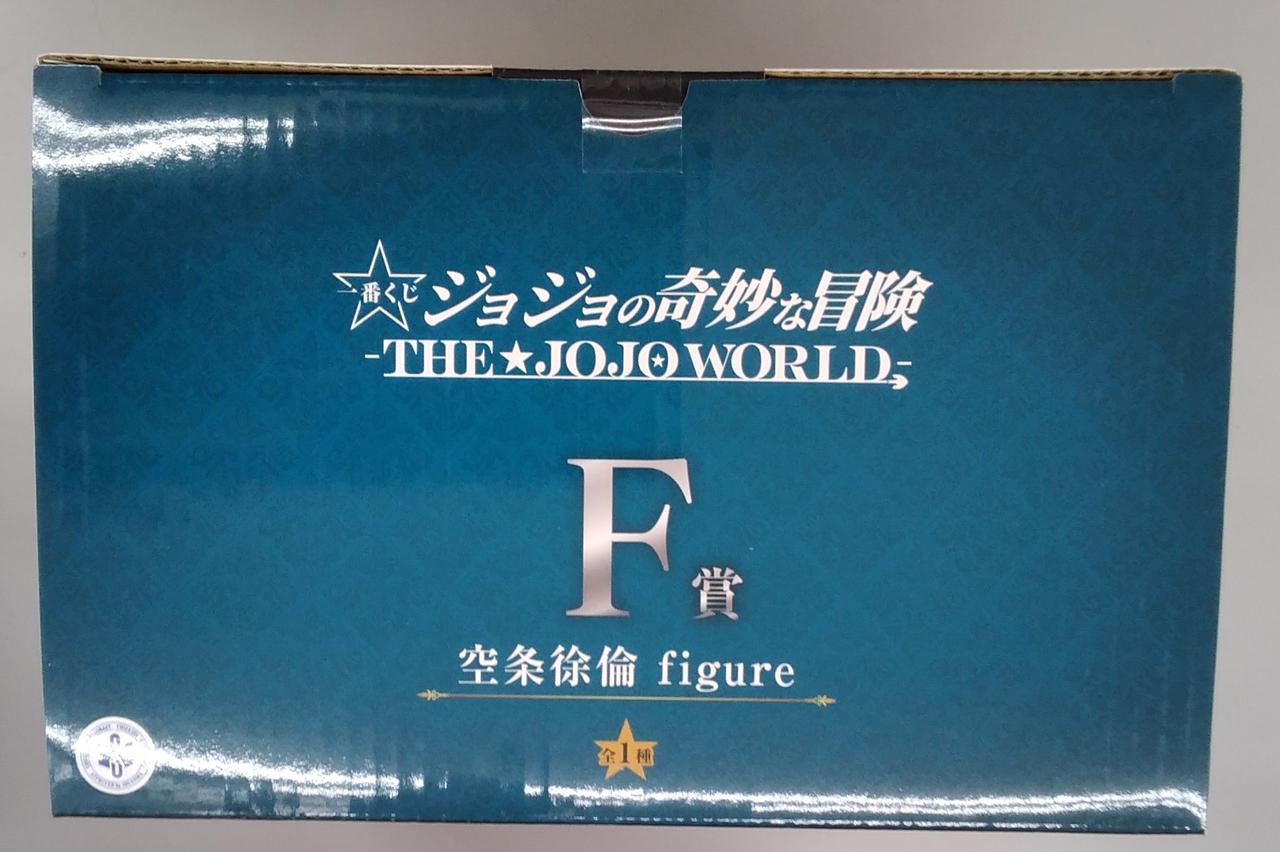 一番くじ ジョジョの奇妙な冒険
-THE★JOJO WORLD-
F賞
空条徐倫 figure
全1種